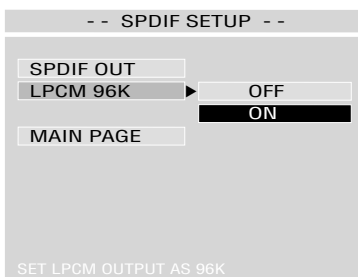 - - SPDIF SETUP - -
SPDIF OUT
LPCM 96K OFF
ON
MAIN PAGE
SET LPCM OUTPUT AS 96K